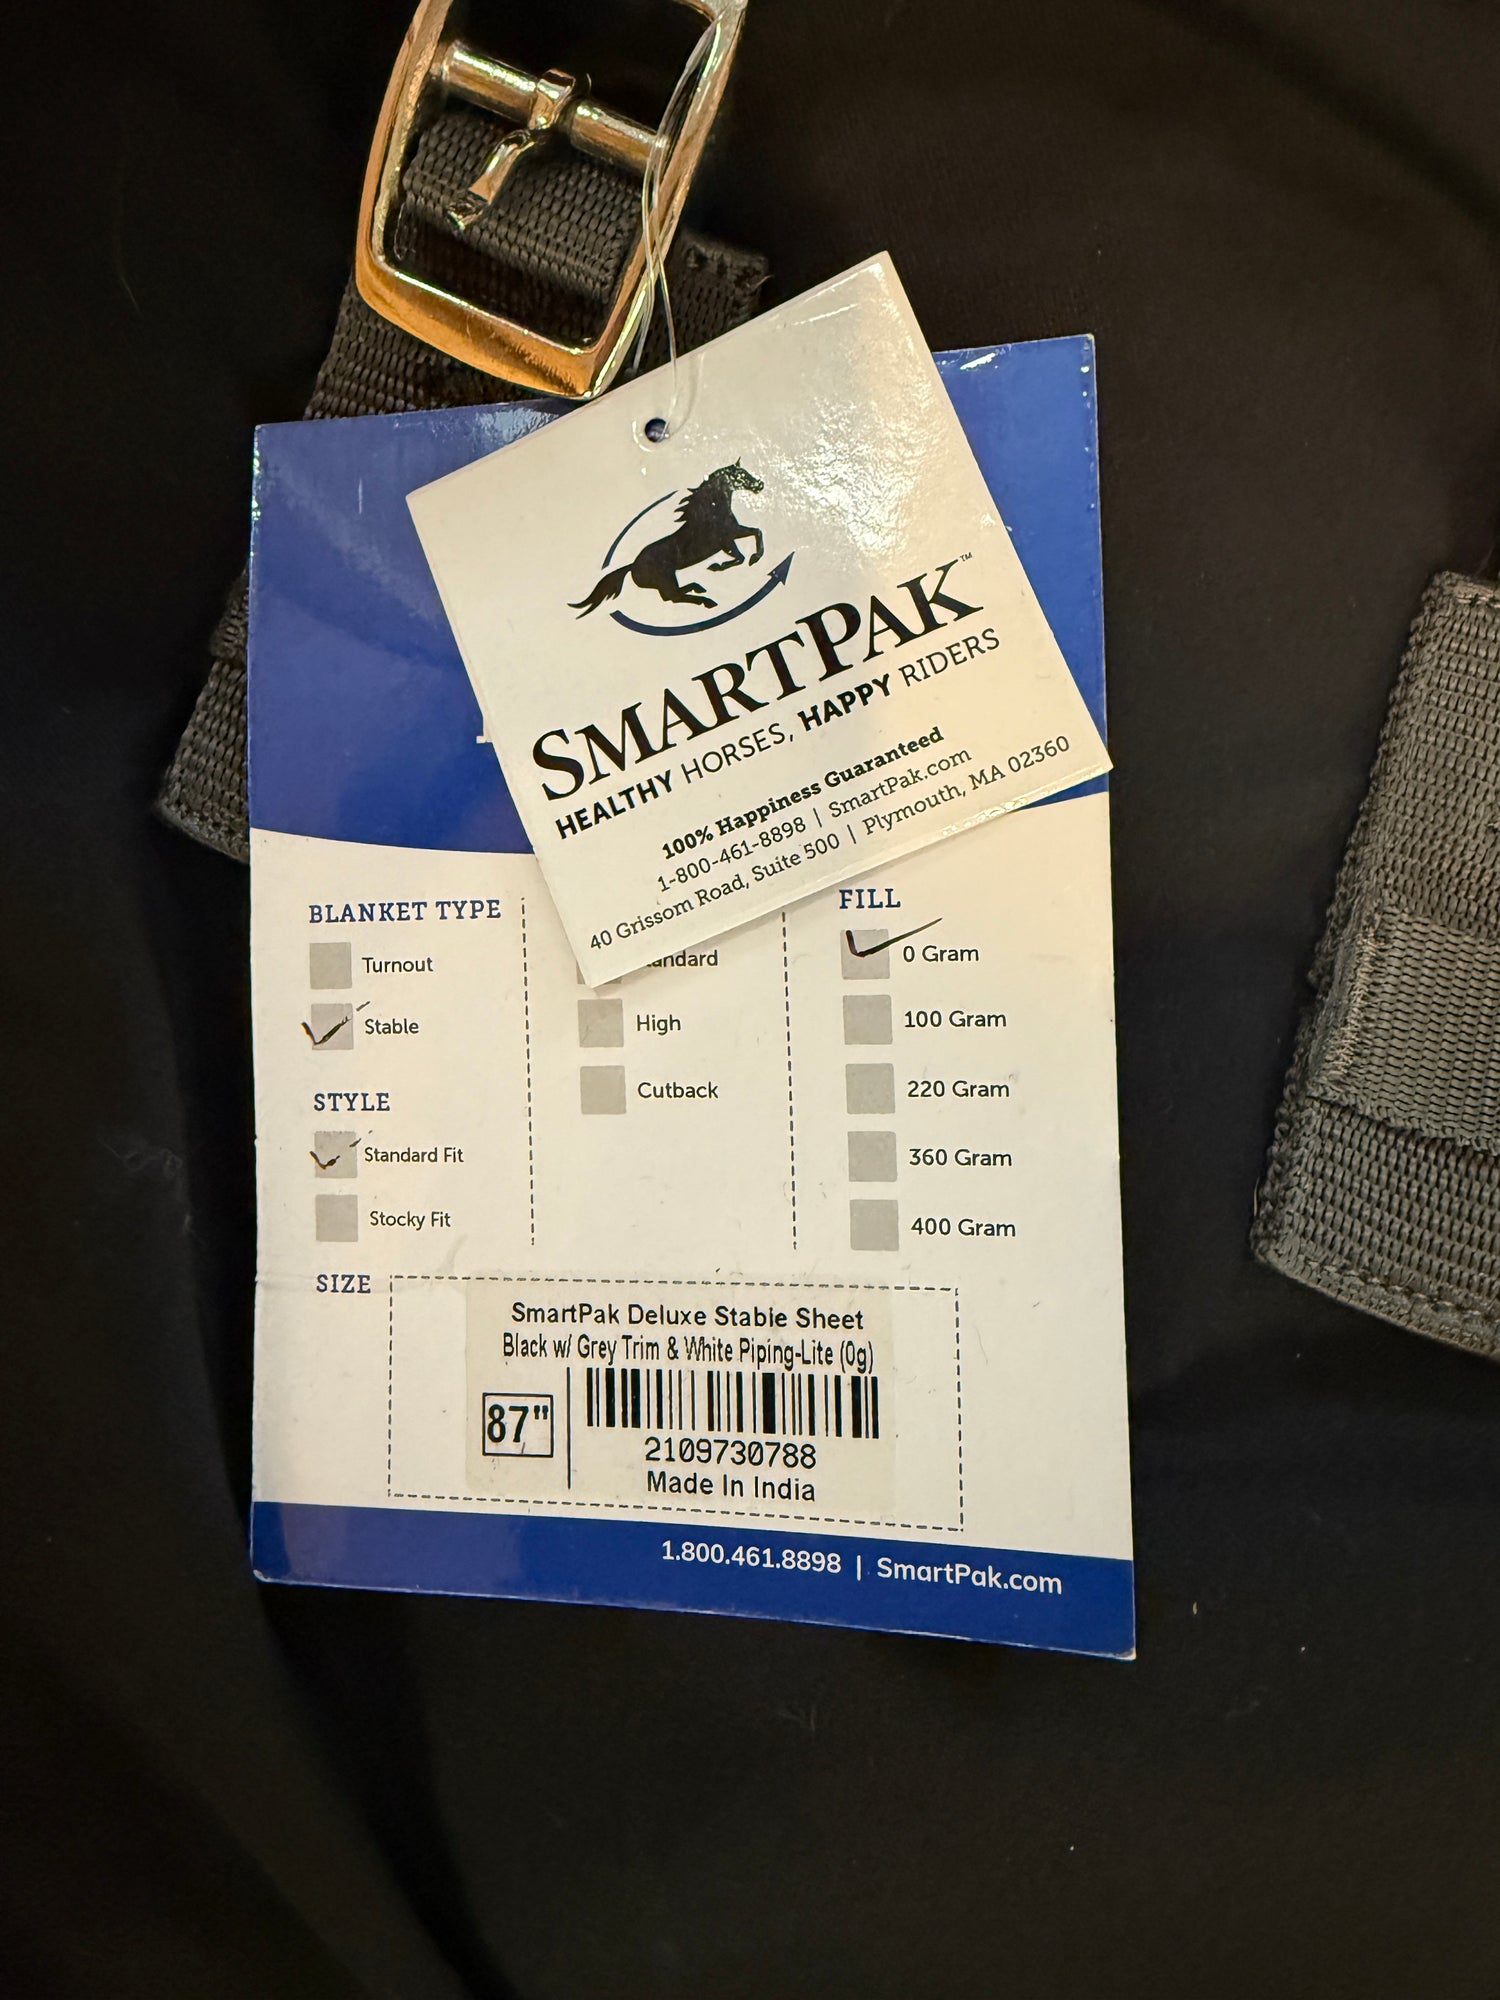 SMARTPAK™
HEALTHY HORSES, HAPPY RIDERS
100% Happiness Guaranteed
1-800-461-8898 | SmartPak.com
40 Grissom Road, Suite 500 | Plymouth, MA 02360
BLANKET TYPE
Turnout
Stable
STYLE
Standard Fit
Stocky Fit
High
Cutback
FILL
0 Gram
100 Gram
220 Gram
360 Gram
400 Gram
SIZE
SmartPak Deluxe Stable Sheet
Black w/ Grey Trim & White Piping-Lite (0g)
87"
2109730788
Made In India
1.800.461.8898 | SmartPak.com